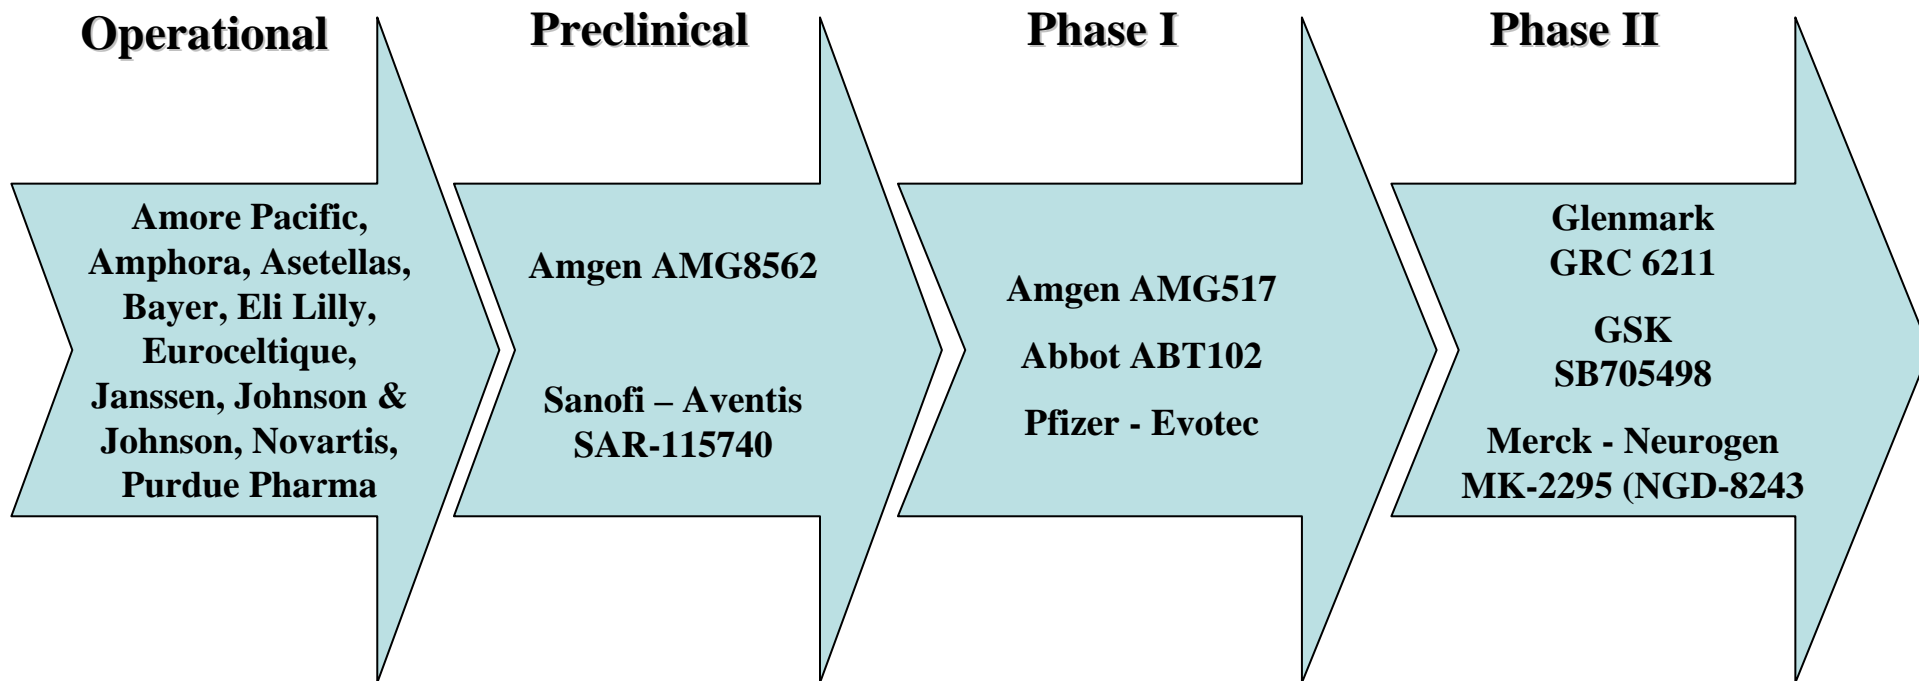 Operational
Amore Pacific,
Amphora, Asetellas,
Bayer, Eli Lilly,
Euroceltique,
Janssen, Johnson &
Johnson, Novartis,
Purdue Pharma
Preclinical
Amgen AMG8562
Sanofi – Aventis
SAR-115740
Phase I
Amgen AMG517
Abbot ABT102
Pfizer - Evotec
Phase II
Glenmark
GRC 6211
GSK
SB705498
Merck - Neurogen
MK-2295 (NGD-8243